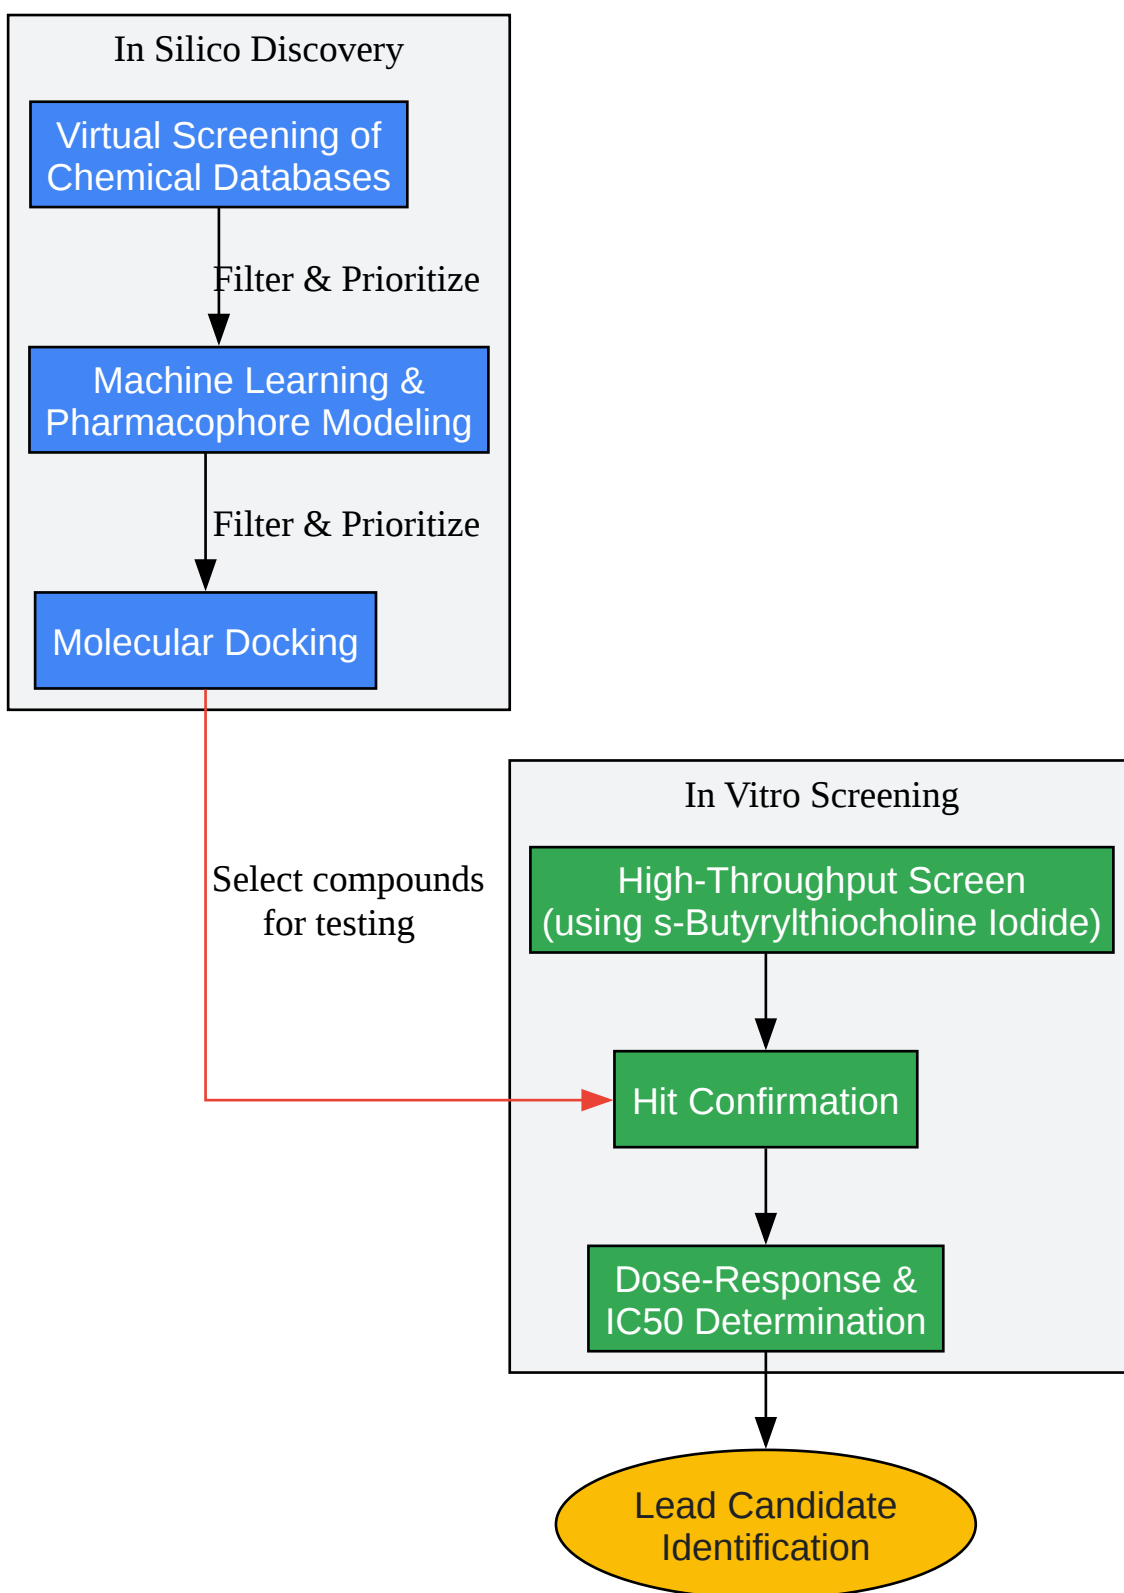 In Silico Discovery
Virtual Screening of
Chemical Databases
Filter & Prioritize
Machine Learning &
Pharmacophore Modeling
Filter & Prioritize
Molecular Docking
Select compounds
for testing
In Vitro Screening
High-Throughput Screen
(using s-Butyrylthiocholine Iodide)
Hit Confirmation
Dose-Response &
IC50 Determination
Lead Candidate
Identification